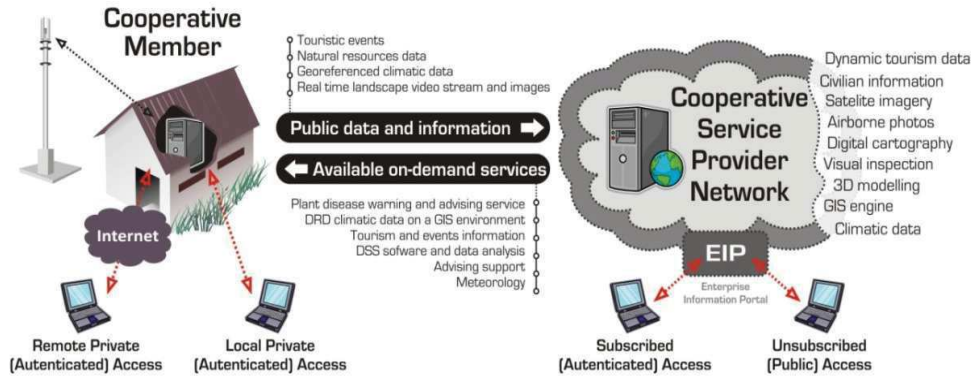 Cooperative
Member
Touristic events
Natural resources data
Georeferenced climatic data
Real time landscape video stream and images
Public data and information
Available on-demand services
Plant disease warning and advising service
DRD climatic data on a GIS environment
Tourism and events information
DSS sofware and data analysis
Advising support
Meteorology
Internet
Remote Private
(Autenticated) Access
Local Private
(Autenticated) Access
Cooperative
Service
Provider
Network
Dynamic tourism data
Civilian information
Satelite imagery
Airborne photos
Digital cartography
Visual inspection
3D modelling
GIS engine
Climatic data
EIP
Enterprise
Information Portal
Subscribed
(Autenticated) Access
Unsubscribed
(Public) Access